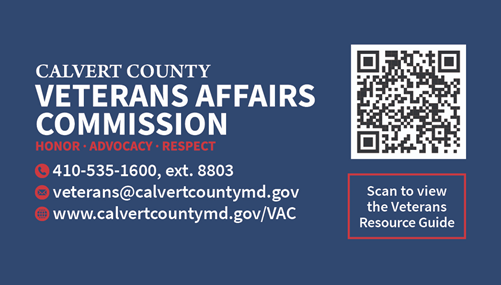 CALVERT COUNTY
VETERANS AFFAIRS
COMMISSION
HONOR · ADVOCACY · RESPECT
410-535-1600, ext. 8803
veterans@calvertcountymd.gov
www.calvertcountymd.gov/VAC
Scan to view
the Veterans
Resource Guide